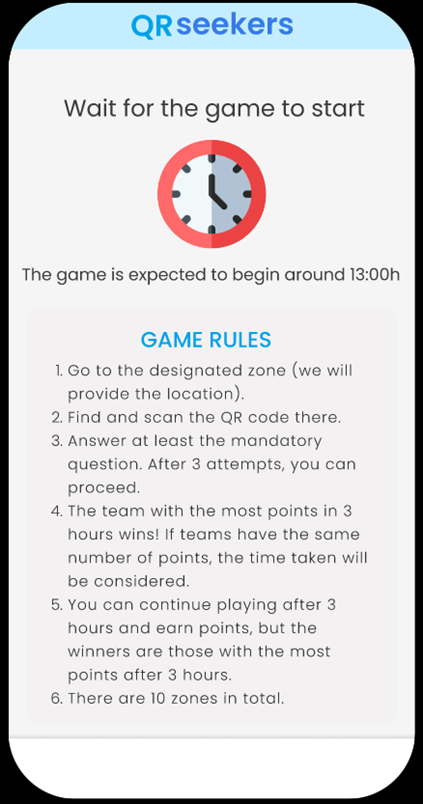 QR seekers
Wait for the game to start
The game is expected to begin around 13:00h
GAME RULES
1. Go to the designated zone (we will
provide the location).
2. Find and scan the QR code there.
3. Answer at least the mandatory
question. After 3 attempts, you can
proceed.
4. The team with the most points in 3
hours wins! If teams have the same
number of points, the time taken will
be considered.
5. You can continue playing after 3
hours and earn points, but the
winners are those with the most
points after 3 hours.
6. There are 10 zones in total.